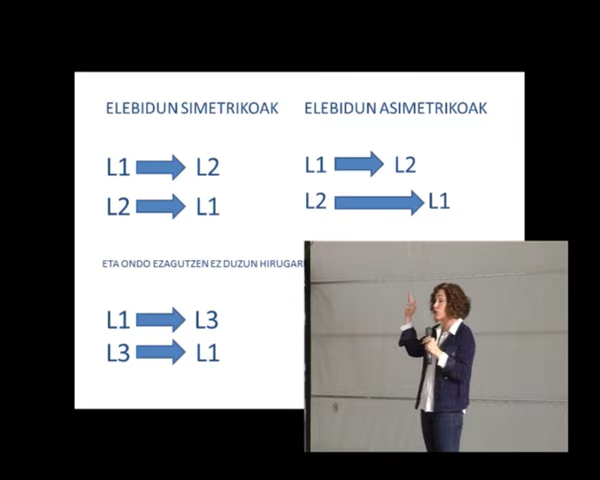 ELEBIDUN SIMETRIKOAK
L1 L2
L2 L1
ELEBIDUN ASIMETRIKOAK
L1 L2
L2 L1
ETA ONDO EZAGUTZEN EZ DUZUN
L1 L3
L3 L1